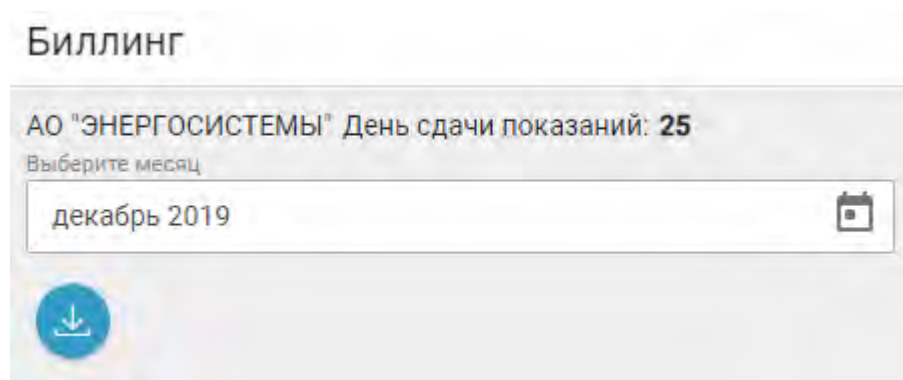 Биллинг
АО "ЭНЕРГОСИСТЕМЫ" День сдачи показаний: 25
Выберите месяц
декабрь 2019